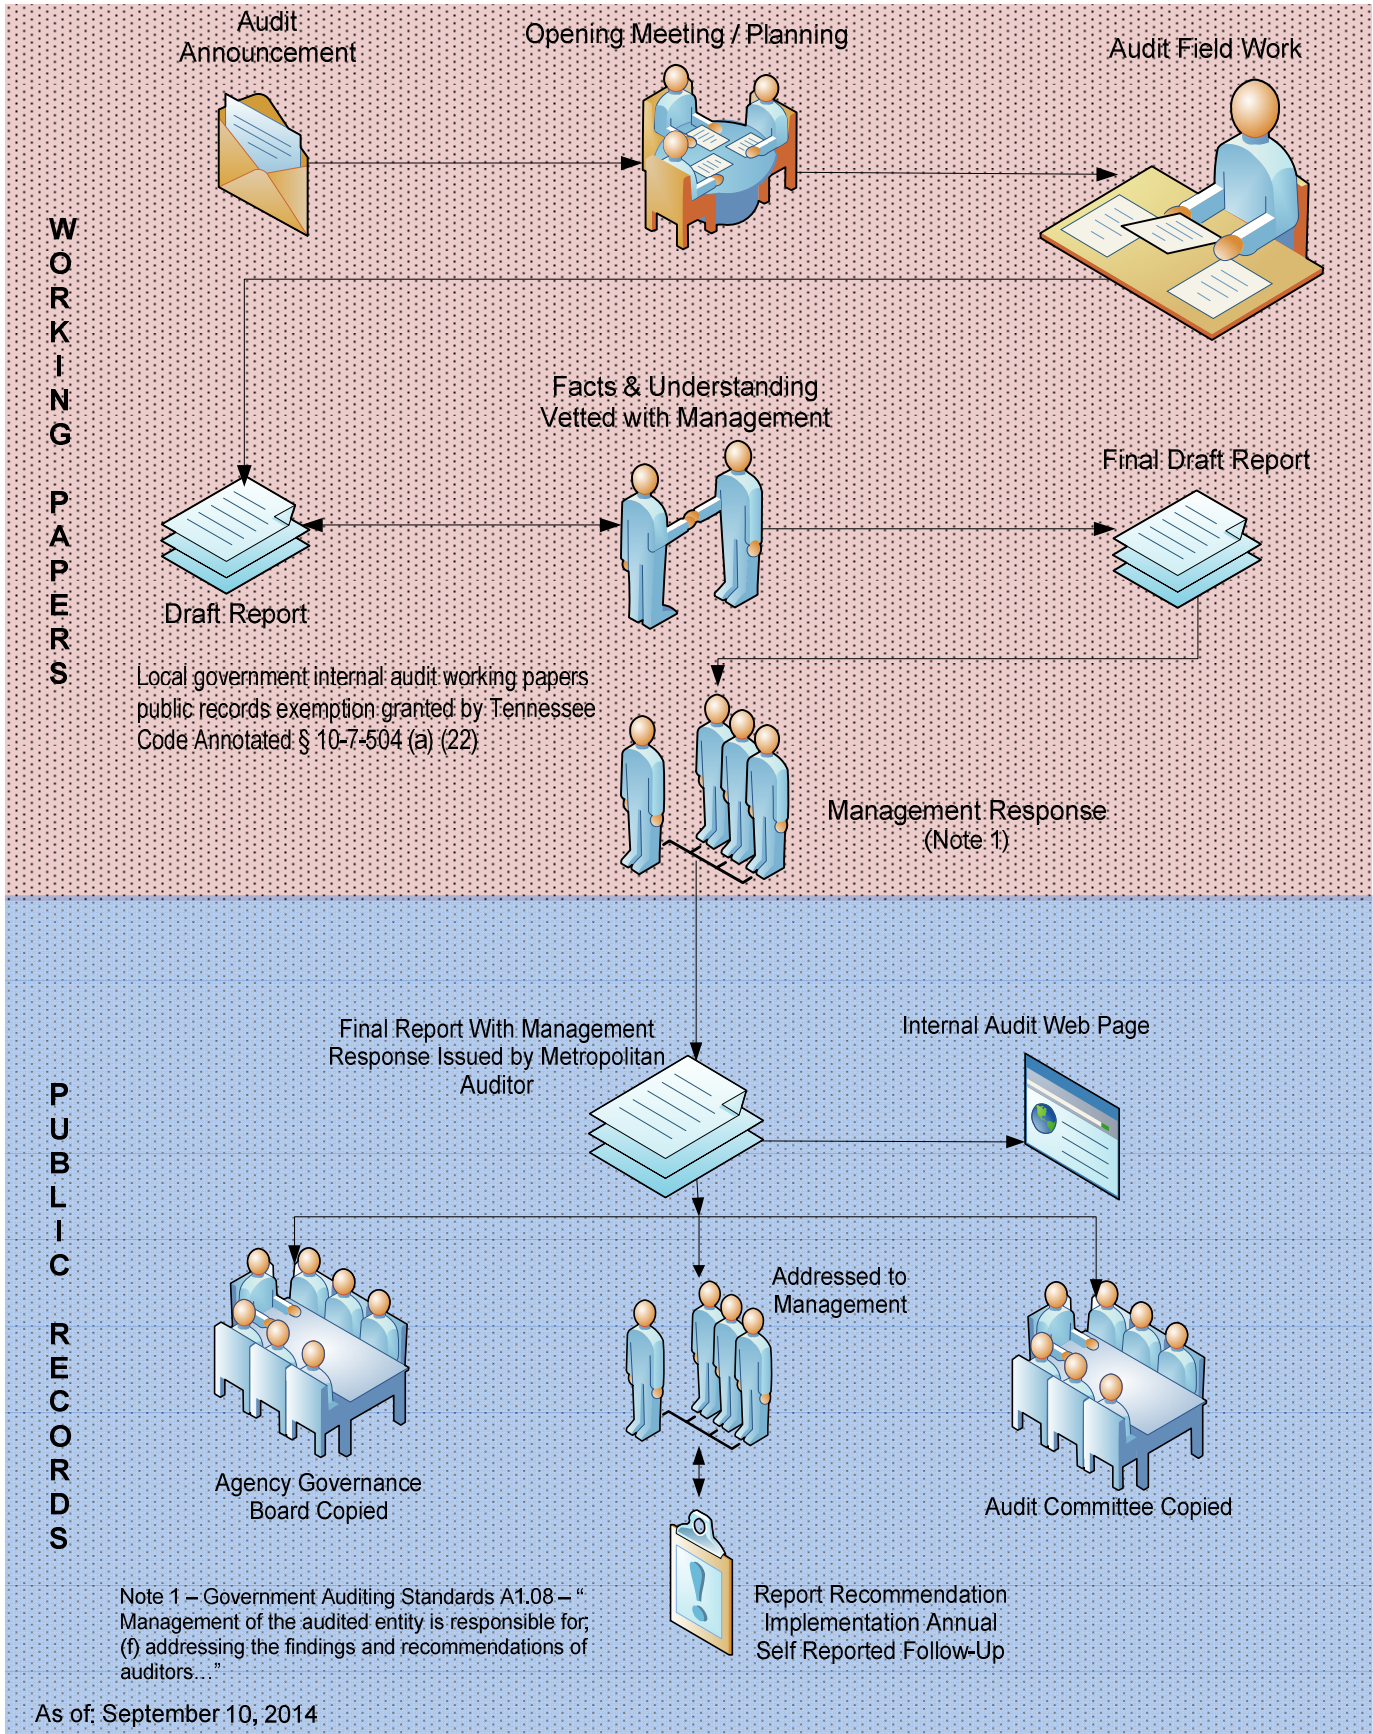 Audit
Announcement
Opening Meeting / Planning
Audit Field Work
WORKING PAPERS
Facts & Understanding
Vetted with Management
Final Draft Report
Draft Report
Local government internal audit working papers
public records exemption granted by Tennessee
Code Annotated § 10-7-504 (a) (22)
Management Response
(Note 1)
PUBLIC RECORDS
Final Report With Management
Response Issued by Metropolitan
Auditor
Internal Audit Web Page
Addressed to
Management
Agency Governance
Board Copied
Audit Committee Copied
Report Recommendation
Implementation Annual
Self Reported Follow-Up
Note 1 – Government Auditing Standards A1.08 – “
Management of the audited entity is responsible for;
(f) addressing the findings and recommendations of
auditors…”
As of: September 10, 2014